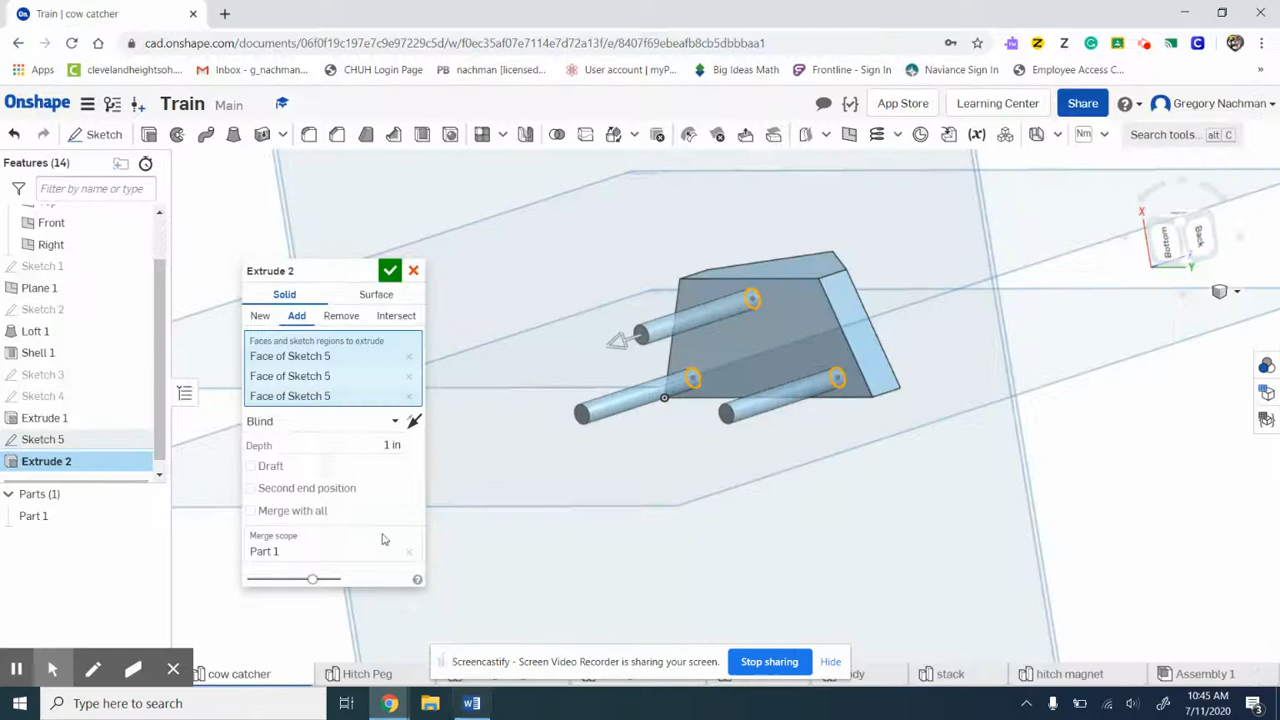 Train | cow catcher
cad.onshape.com/documents/06f0f19c197e7c9e97229c5d/w/f0ec35ef07e7114e7d72a13f/e/8407f69ebeafb8cb5dbbbaa1
Apps
clevelandheightsoh...
Inbox - g_nachman...
CHUH Login Page
PB
nachman [licensed...
User account | myP...
Big Ideas Math
Frontline - Sign In
Naviance Sign In
Employee Access C...
Onshape
Train
Main
App Store
Learning Center
Share
Gregory Nachman
Sketch
Search tools...
alt
C
Features (14)
Filter by name or type
Front
Right
Sketch 1
Plane 1
Sketch 2
Loft 1
Shell 1
Sketch 3
Sketch 4
Extrude 1
Sketch 5
Extrude 2
Parts (1)
Part 1
Extrude 2
Solid
Surface
New
Add
Remove
Intersect
Faces and sketch regions to extrude
Face of Sketch 5
Face of Sketch 5
Face of Sketch 5
Blind
Depth
1 in
Draft
Second end position
Merge with all
Merge scope
Part 1
X
Y
Bottom
Back
Screencastify - Screen Video Recorder is sharing your screen.
Stop sharing
Hide
cow catcher
Hitch Peg
stack
hitch magnet
Assembly 1
Type here to search
10:45 AM
7/11/2020
3